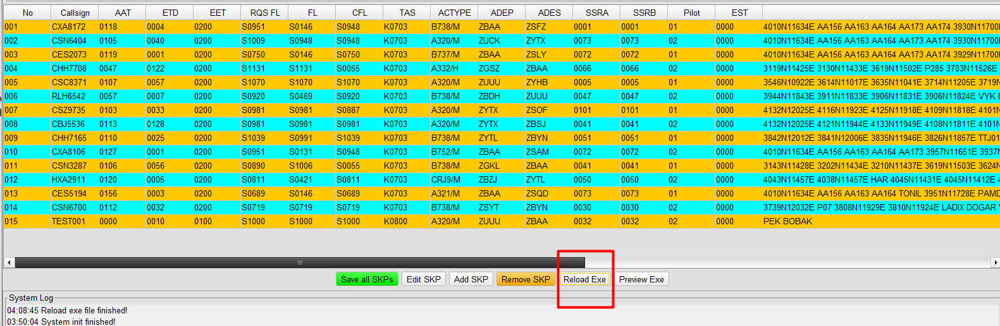 No Callsign AAT ETD EET RQS FL FL CFL TAS ACTYPE ADEP ADES SSRA SSRB Pilot EST
001 CXA8172 0118 0004 0200 S0951 S0146 S0948 K0703 B738/M ZBAA ZSFZ 0001 0001 01 0000 4010N11634E AA156 AA163 AA164 AA173 AA174 3930N11700
002 CSN6404 0105 0040 0200 S1009 S0948 S0948 K0703 A320/M ZUCK ZYTX 0073 0073 02 0000 4010N11634E AA156 AA163 AA164 AA173 AA174 3930N11700
003 CES2073 0119 0001 0200 S0750 S0146 S0750 K0703 B737/M ZBAA ZSLY 0072 0072 01 0000 4010N11634E AA156 AA163 AA164 AA173 AA174 3929N11700
004 CHH7708 0047 0122 0200 S1131 S1131 S0055 K0703 A332/H ZGSZ ZBAA 0066 0066 02 0000 3119N11425E 3130N11433E 3619N11502E P285 3703N11526E
005 CSC8371 0107 0057 0200 S1070 S1070 S1070 K0703 A320/M ZUUU ZYHB 0005 0005 01 0000 3546N10922E 3614N11017E 3635N11041E 3714N11205E 3719N
006 RLH6542 0057 0007 0200 S0920 S0469 S0920 K0703 B738/M ZBDH ZUUU 0047 0047 02 0000 3944N11843E 3911N11833E 3906N11831E 3906N11824E VYK
007 CSZ9735 0103 0033 0200 S0981 S0981 S0887 K0703 A320/M ZYTX ZSOF 0101 0101 01 0000 4132N12025E 4116N11923E 4125N11918E 4109N11818E 4101N
008 CBJ5536 0113 0128 0200 S0981 S0981 S0981 K0703 A320/M ZYTX ZBSJ 0041 0041 02 0000 4132N12025E 4121N11944E 4133N11949E 4108N11811E 4101N
009 CHH7165 0110 0025 0200 S1039 S0991 S1039 K0703 B738/M ZYTL ZBYN 0051 0051 01 0000 3842N12012E 3841N12006E 3835N11946E 3826N11857E TTJ01
010 CXA8106 0127 0001 0200 S0951 S0131 S0948 K0703 B752/M ZBAA ZSAM 0072 0072 02 0000 4010N11634E AA156 AA163 AA164 AA173 3957N11651E 3937
011 CSN3287 0106 0056 0200 S0890 S1006 S0055 K0703 B738/M ZGKL ZBAA 0041 0041 01 0000 3143N11428E 3202N11434E 3210N11437E 3619N11503E 3624N
012 HXA2911 0120 0005 0200 S0811 S0421 S0811 K0703 CRJ9/M ZBZJ ZYTL 0050 0050 02 0000 4043N11457E 4038N11457E HAR 4045N11431E 4045N11412E 4
013 CES5194 0156 0003 0200 S0689 S0146 S0689 K0703 A321/M ZBAA ZSQD 0073 0073 01 0000 4010N11634E AA156 AA163 AA164 TONIL 3951N11728E PAMD
014 CSN6700 0112 0032 0200 S0719 S0719 S0719 K0703 B738/M ZSYT ZBYN 0030 0030 02 0000 3739N12032E P07 3808N11929E 3810N11924E LADIX DOGAR
015 TEST001 0000 0010 0100 S1000 S1000 S1000 K0800 A320/M ZUUU ZBAA 0032 0032 02 0000 PEK BOBAK
Save all SKPs Edit SKP Add SKP Remove SKP Reload Exe Preview Exe
System Log
04:08:45 Reload exe file finished!
03:50:04 System init finished!